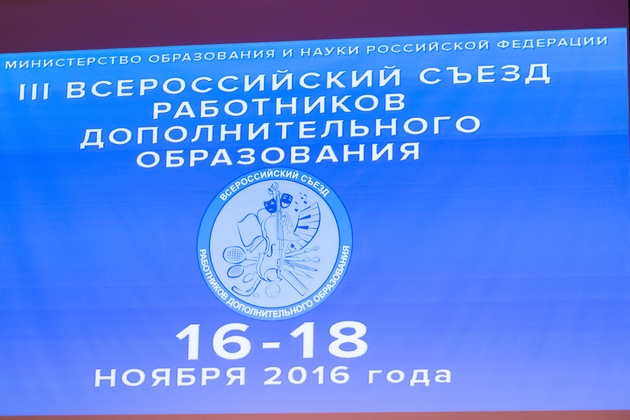 МИНИСТЕРСТВО ОБРАЗОВАНИЯ И НАУКИ РОССИЙСКОЙ ФЕДЕРАЦИИ
III ВСЕРОССИЙСКИЙ СЪЕЗД
РАБОТНИКОВ
ДОПОЛНИТЕЛЬНОГО
ОБРАЗОВАНИЯ
ВСЕРОССИЙСКИЙ СЪЕЗД
РАБОТНИКОВ ДОПОЛНИТЕЛЬНОГО ОБРАЗОВАНИЯ
16-18
НОЯБРЯ 2016 года